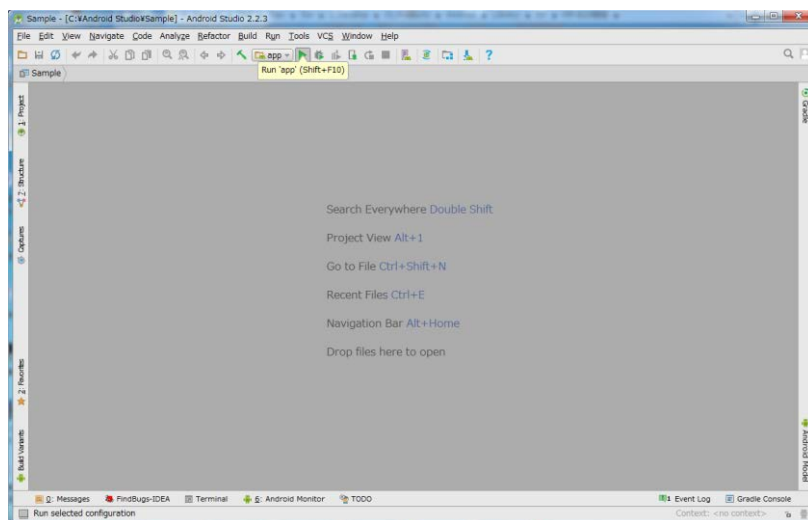 Sample - [C:¥Android Studio¥Sample] - Android Studio 2.2.3
File Edit View Navigate Code Analyze Refactor Build Run Tools VCS Window Help
app
Run 'app' (Shift+F10)
Sample
1: Project
Gradle
2: Structure
Captures
Search Everywhere Double Shift
Project View Alt+1
Go to File Ctrl+Shift+N
Recent Files Ctrl+E
Navigation Bar Alt+Home
Drop files here to open
2: Favorites
Build Variants
Android Model
0: Messages FindBugs-IDEA Terminal 6: Android Monitor TODO 1 Event Log Gradle Console
Run selected configuration Context: <no context>